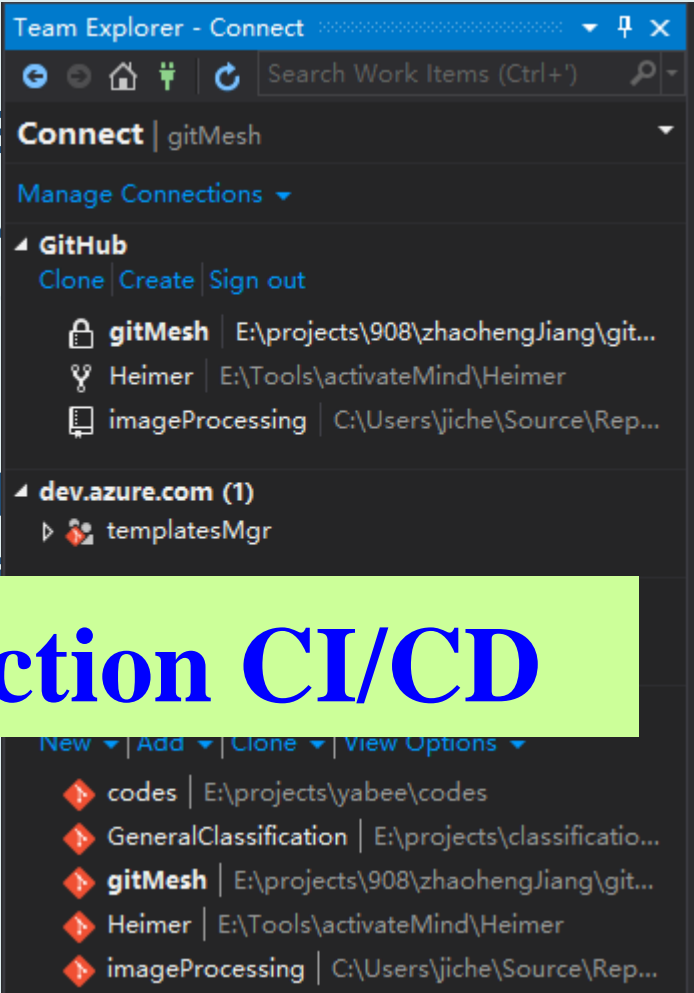 Team Explorer - Connect
Search Work Items (Ctrl+')
Connect | gitMesh
Manage Connections
GitHub
Clone | Create | Sign out
gitMesh | E:\projects\908\zhaohengJiang\git...
Heimer | E:\Tools\activateMind\Heimer
imageProcessing | C:\Users\jiche\Source\Rep...
dev.azure.com (1)
templatesMgr
ction CI/CD
New | Add | Clone | View Options
codes | E:\projects\yabee\codes
GeneralClassification | E:\projects\classificatio...
gitMesh | E:\projects\908\zhaohengJiang\git...
Heimer | E:\Tools\activateMind\Heimer
imageProcessing | C:\Users\jiche\Source\Rep...